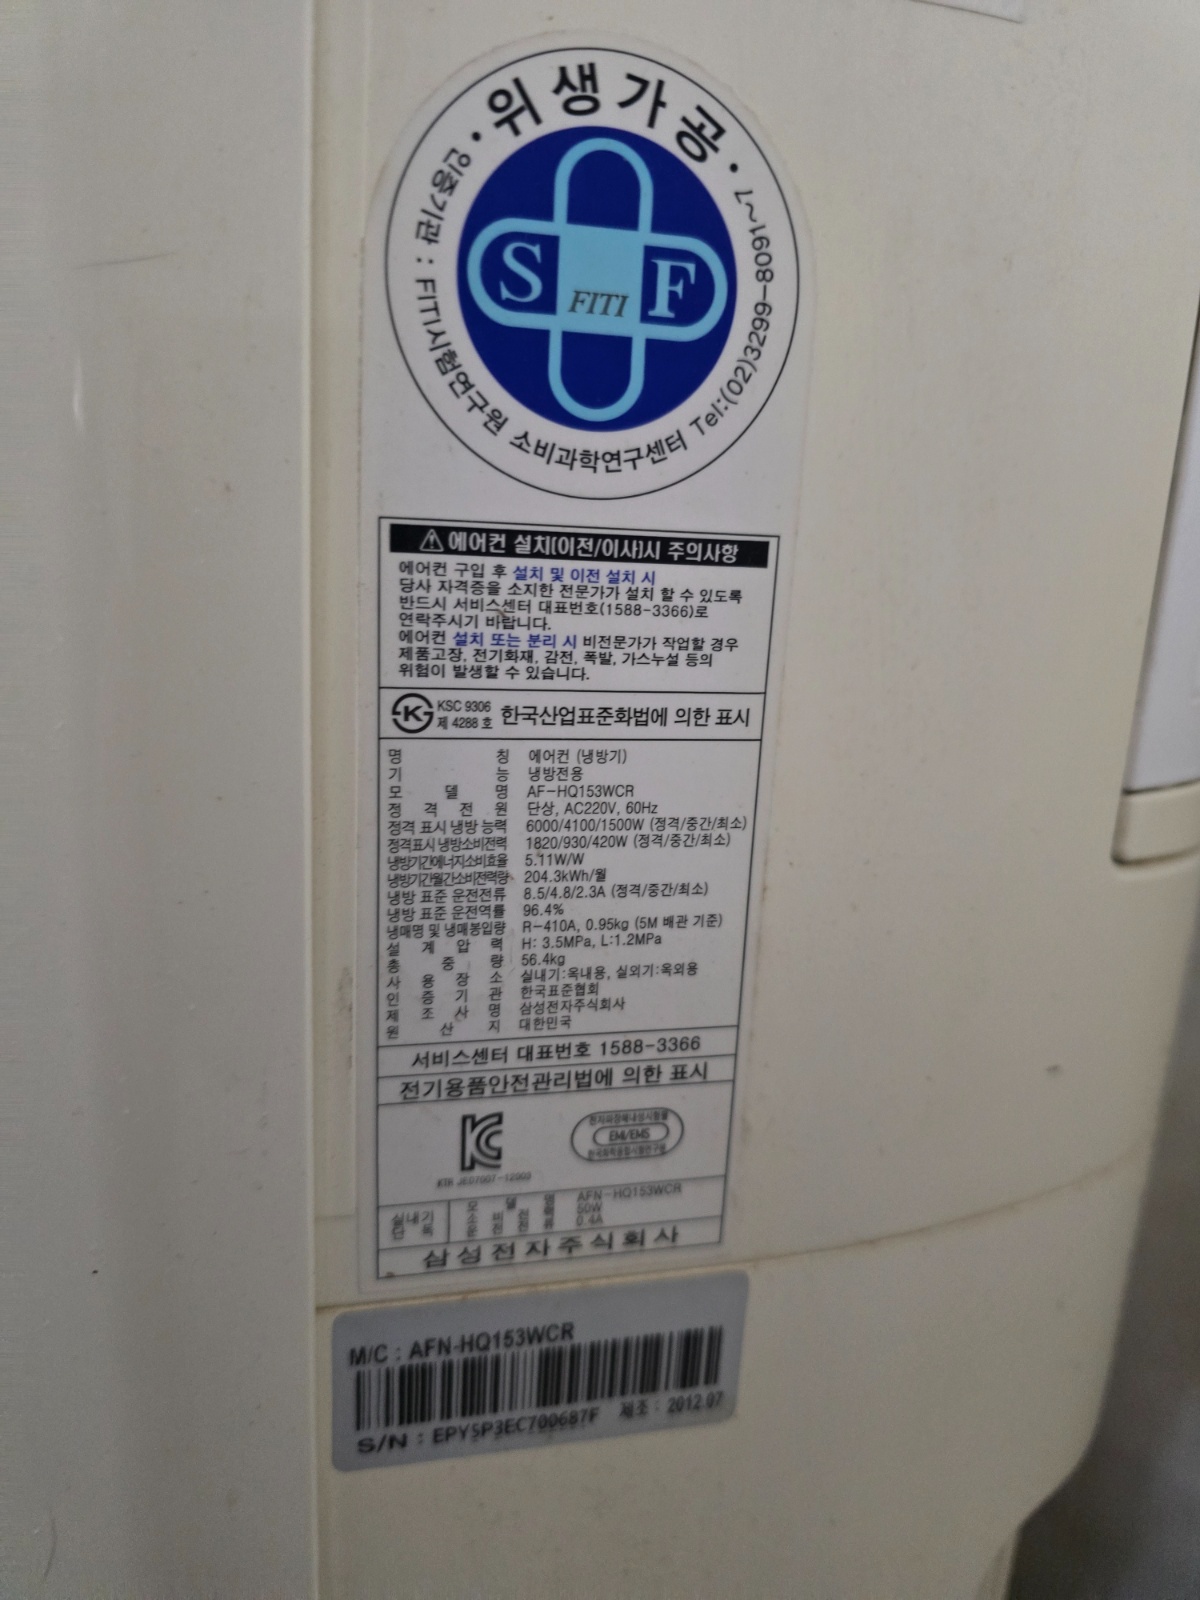 위생가공
인증기관 : FITI시험연구원 소비과학연구센터 Tel:(02)3299-8091~7
S FITI F
에어컨 설치(이전/이사)시 주의사항
에어컨 구입 후 설치 및 이전 설치 시
당사 자격증을 소지한 전문가가 설치 할 수 있도록
반드시 서비스센터 대표번호(1588-3366)로
연락주시기 바랍니다.
에어컨 설치 또는 분리 시 비전문가가 작업할 경우
제품고장, 전기화재, 감전, 폭발, 가스누설 등의
위험이 발생할 수 있습니다.
KSC 9306
제 4288 호
한국산업표준화법에 의한 표시
명칭 에어컨 (냉방기)
기능 냉방전용
모델명 AF-HQ153WCR
정격전원 단상, AC220V, 60Hz
정격 표시 냉방 능력 6000/4100/1500W (정격/중간/최소)
정격표시 냉방소비전력 1820/930/420W (정격/중간/최소)
냉방기간에너지소비효율 5.11W/W
냉방기간월간소비전력량 204.3kWh/월
냉방 표준 운전전류 8.5/4.8/2.3A (정격/중간/최소)
냉방 표준 운전역률 96.4%
냉매명 및 냉매봉입량 R-410A, 0.95kg (5M 배관 기준)
설계압력 H: 3.5MPa, L:1.2MPa
총중량 56.4kg
사용장소 실내기:옥내용, 실외기:옥외용
인증기관 한국표준협회
제조사명 삼성전자주식회사
원산지 대한민국
서비스센터 대표번호 1588-3366
전기용품안전관리법에 의한 표시
EMI/EMS
실내기 단독
모델명 AFN-HQ153WCR
소비전력 50W
운전전류 0.4A
삼성전자주식회사
M/C : AFN-HQ153WCR
S/N : EPYSP3EC700687F 제조 : 2012.07